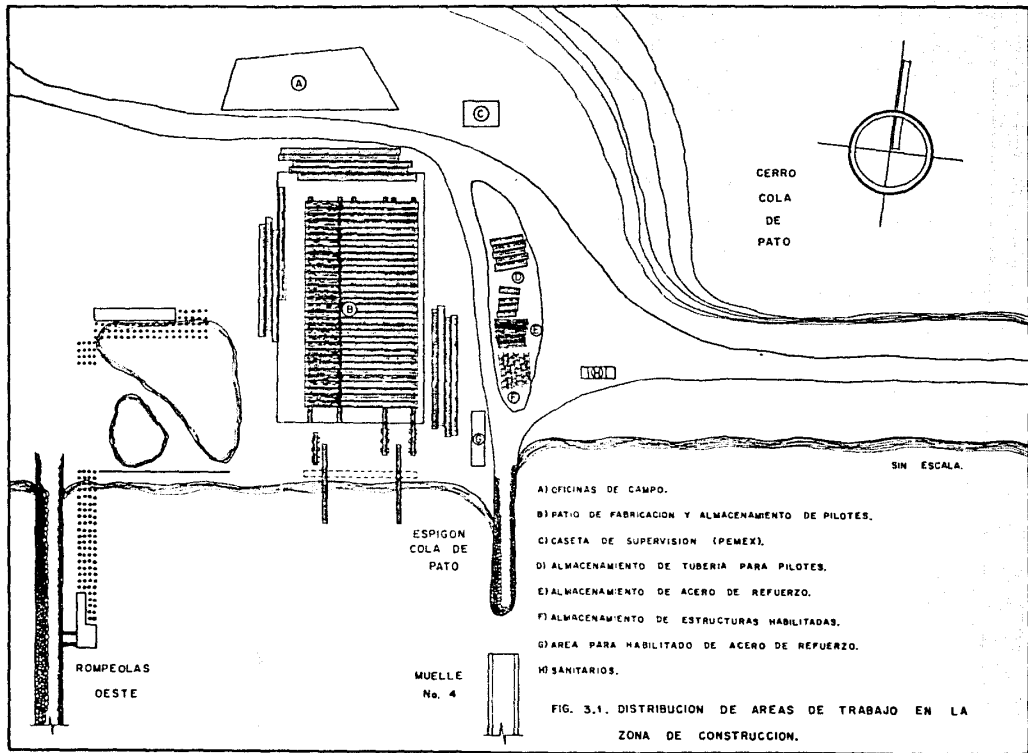 A
C
CERRO
COLA
DE
PATO
D
B
E
H
F
G
SIN ESCALA.
A) OFICINAS DE CAMPO.
B) PATIO DE FABRICACION Y ALMACENAMIENTO DE PILOTES.
C) CASETA DE SUPERVISION (PEMEX).
D) ALMACENAMIENTO DE TUBERIA PARA PILOTES.
E) ALMACENAMIENTO DE ACERO DE REFUERZO.
F) ALMACENAMIENTO DE ESTRUCTURAS HABILITADAS.
G) AREA PARA HABILITADO DE ACERO DE REFUERZO.
H) SANITARIOS.
ESPIGON
COLA DE
PATO
ROMPEOLAS
OESTE
MUELLE
No. 4
FIG. 3.1. DISTRIBUCION DE AREAS DE TRABAJO EN LA
ZONA DE CONSTRUCCION.